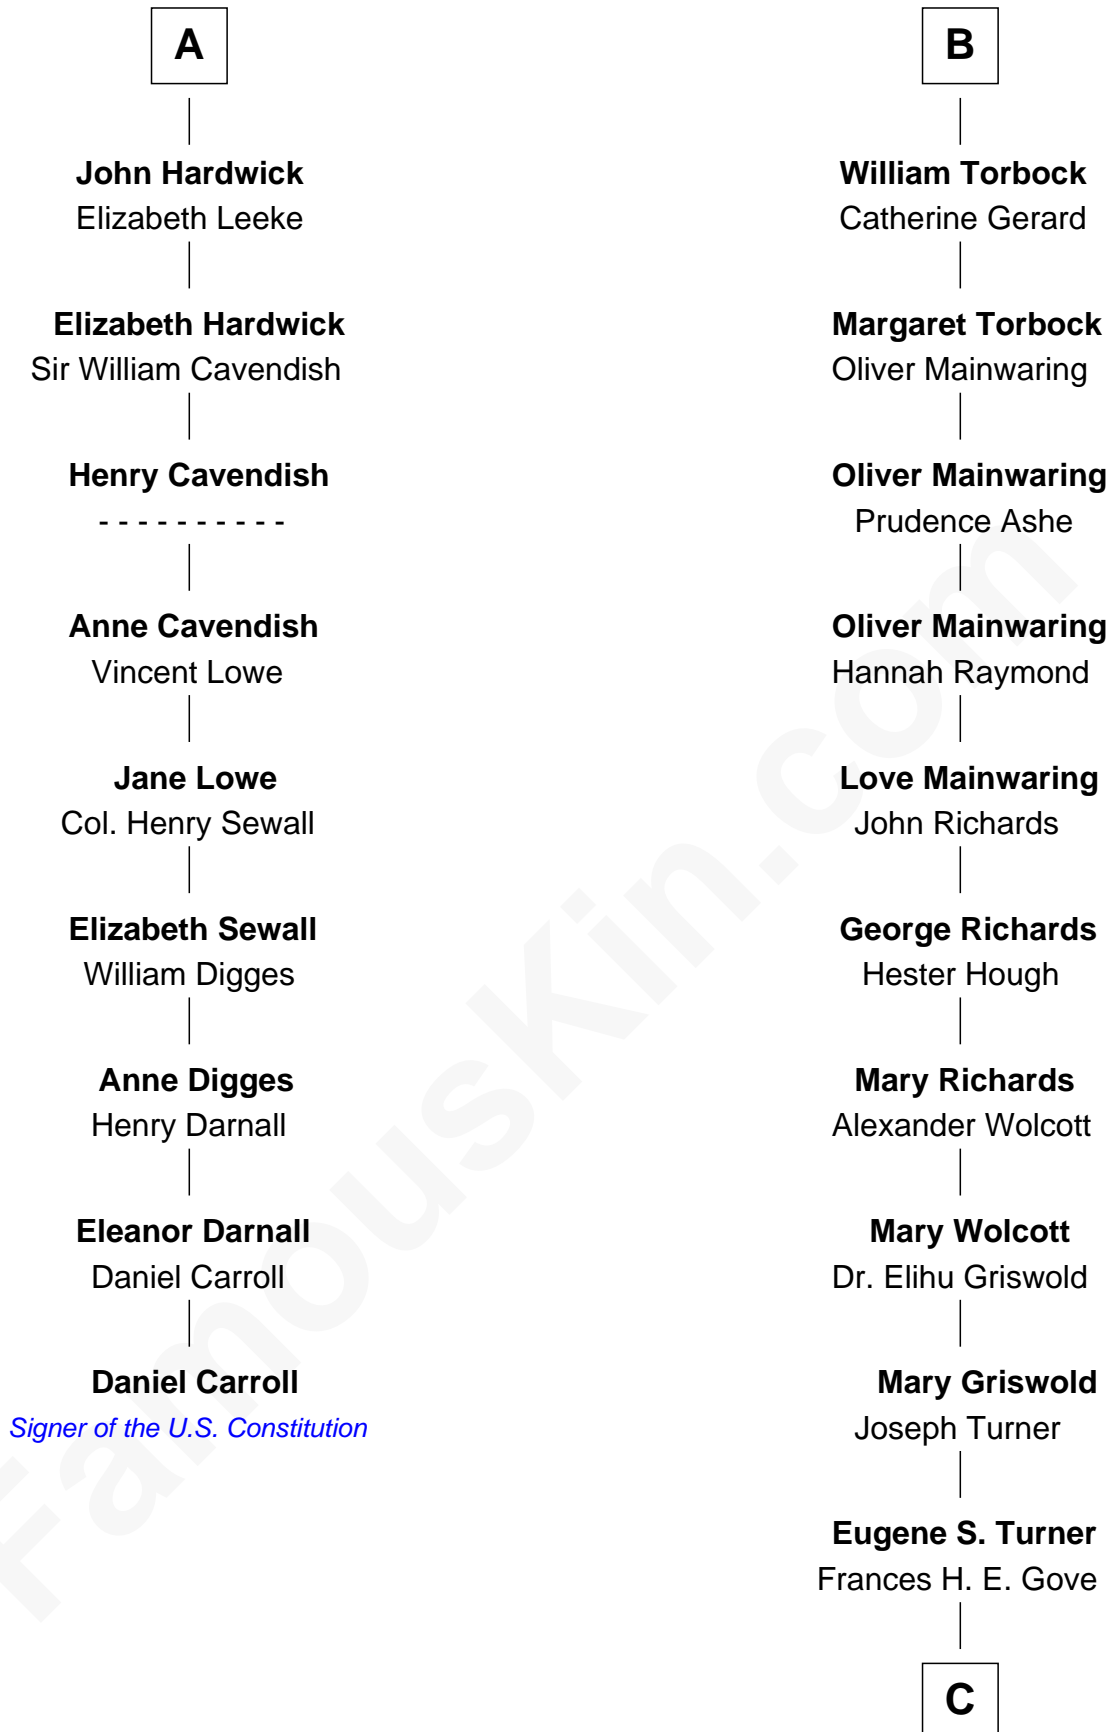 A
John Hardwick
Elizabeth Leeke
Elizabeth Hardwick
Sir William Cavendish
Henry Cavendish
- - - - - - - - - -
Anne Cavendish
Vincent Lowe
Jane Lowe
Col. Henry Sewall
Elizabeth Sewall
William Digges
Anne Digges
Henry Darnall
Eleanor Darnall
Daniel Carroll
Daniel Carroll
Signer of the U.S. Constitution
B
William Torbock
Catherine Gerard
Margaret Torbock
Oliver Mainwaring
Oliver Mainwaring
Prudence Ashe
Oliver Mainwaring
Hannah Raymond
Love Mainwaring
John Richards
George Richards
Hester Hough
Mary Richards
Alexander Wolcott
Mary Wolcott
Dr. Elihu Griswold
Mary Griswold
Joseph Turner
Eugene S. Turner
Frances H. E. Gove
C
FamousKin.com